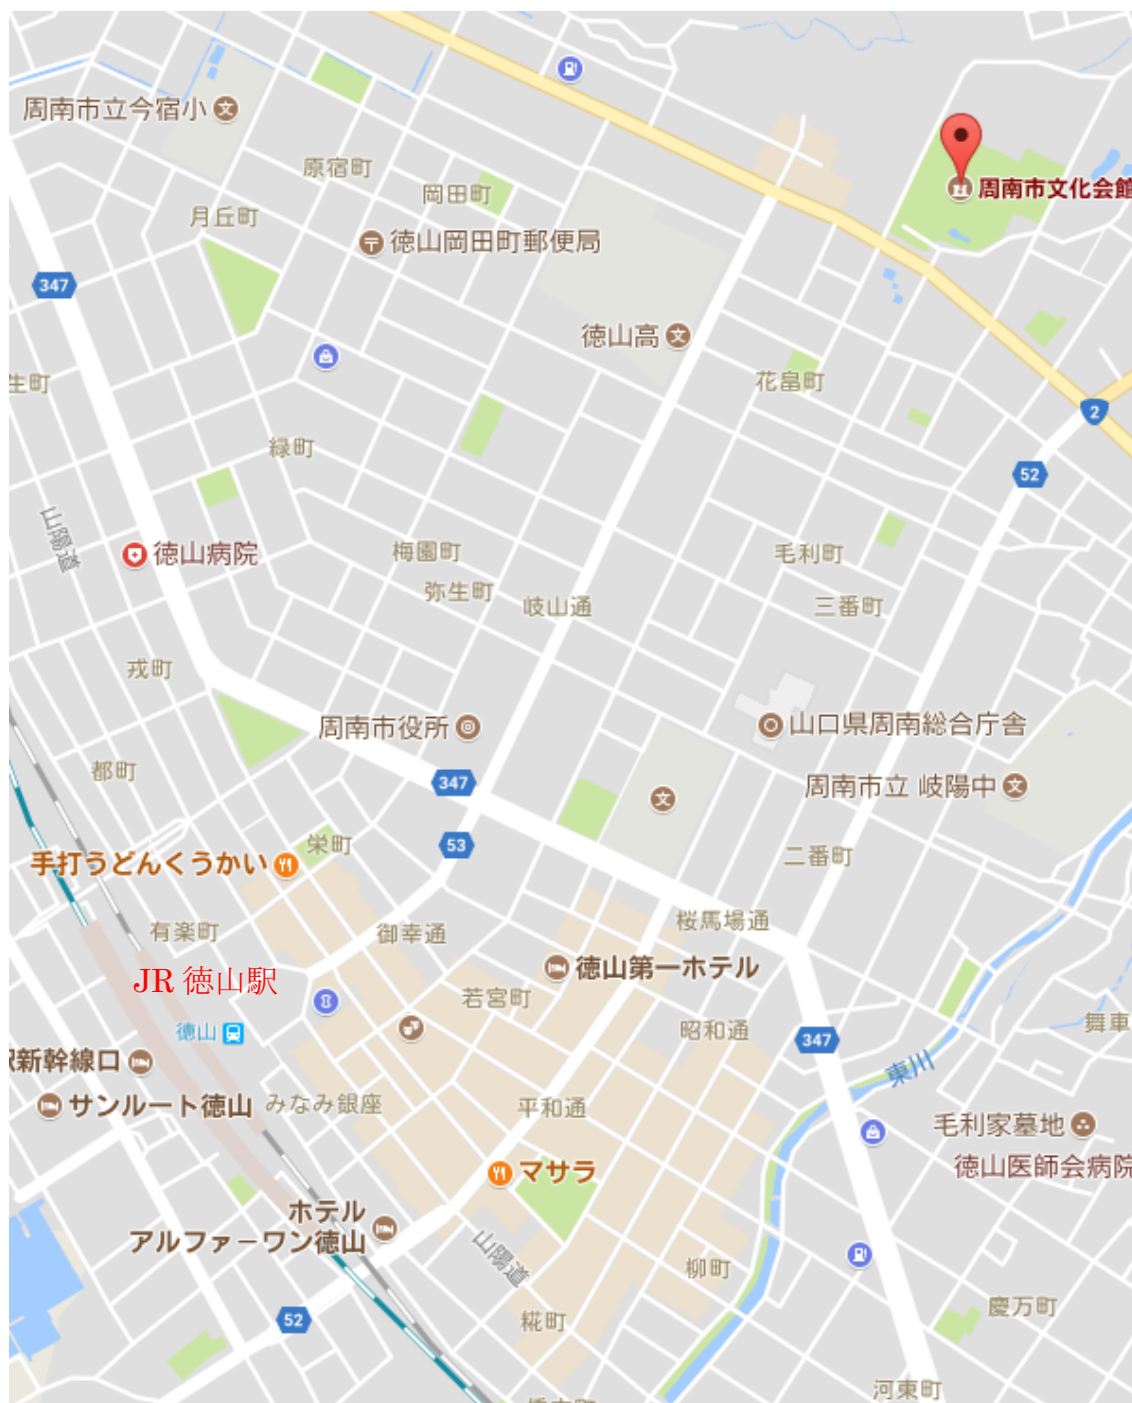 周南市立今宿小
原宿町
岡田町
周南市文化会館
月丘町
徳山岡田町郵便局
347
徳山高
生町
花畠町
2
緑町
52
山陽道
徳山病院
梅園町
毛利町
弥生町
岐山通
三番町
戎町
周南市役所
山口県周南総合庁舎
都町
347
周南市立 岐陽中
53
栄町
二番町
手打うどんくうかい
有楽町
御幸通
桜馬場通
JR 徳山駅
徳山第一ホテル
若宮町
徳山
昭和通
舞車
347
新幹線口
東川
サンルート徳山
みなみ銀座
平和通
毛利家墓地
徳山医師会病院
マサラ
ホテル
アルファーワン徳山
山陽道
柳町
52
糀町
慶万町
河東町